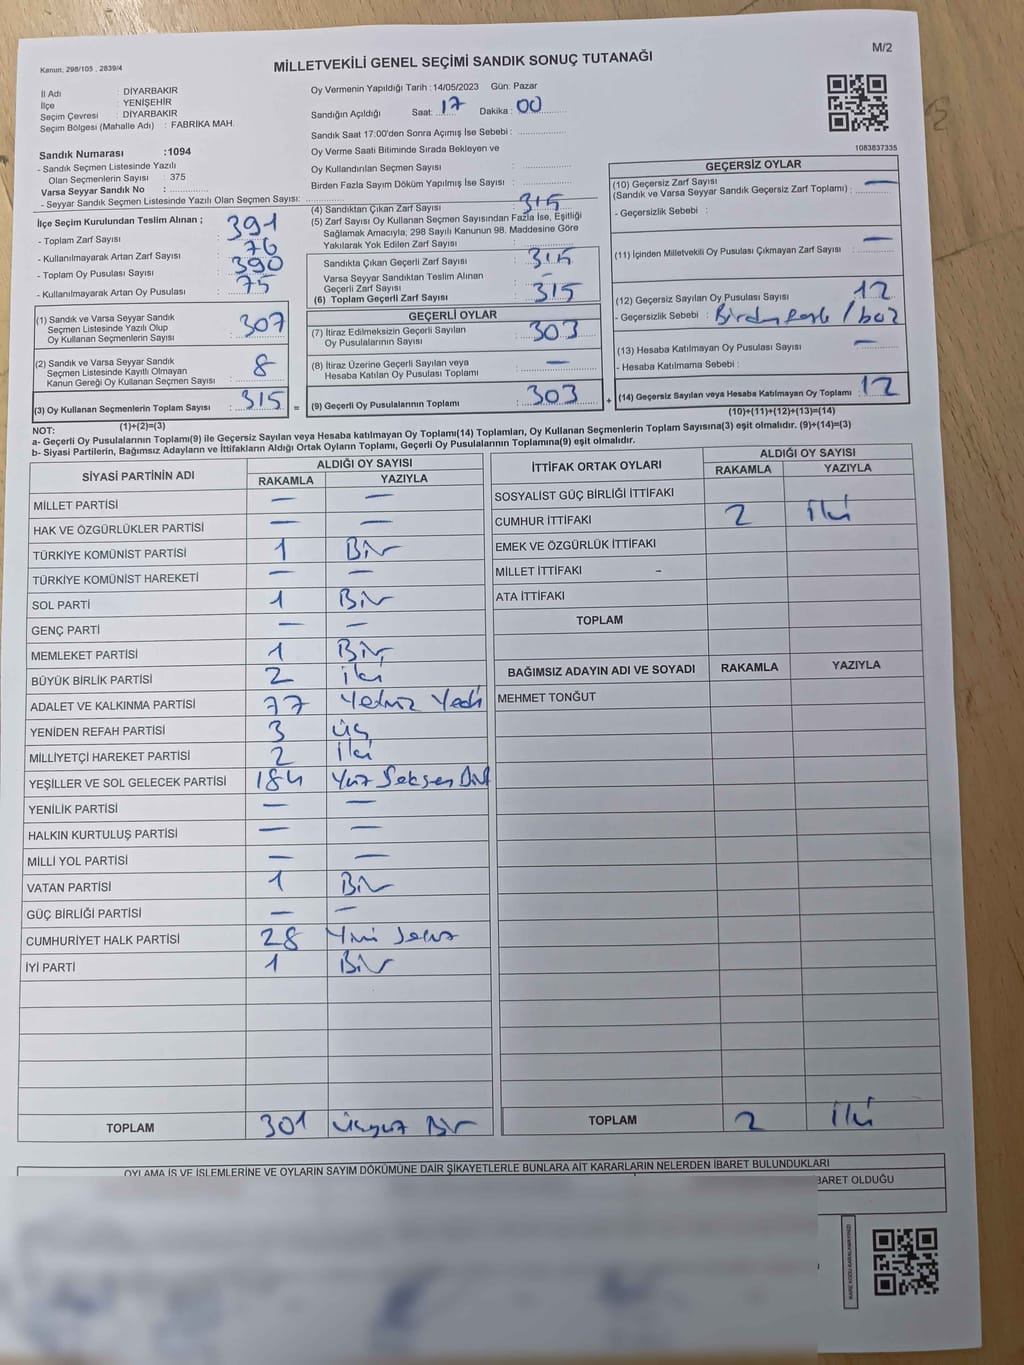 Kanun. 298/105 , 2839/4
M/2
MİLLETVEKİLİ GENEL SEÇİMİ SANDIK SONUÇ TUTANAĞI
İl Adı : DİYARBAKIR
İlçe : YENİŞEHİR
Seçim Çevresi : DİYARBAKIR
Seçim Bölgesi (Mahalle Adı) : FABRİKA MAH.
Sandık Numarası :1094
- Sandık Seçmen Listesinde Yazılı
Olan Seçmenlerin Sayısı : 375
Varsa Seyyar Sandık No :
- Seyyar Sandık Seçmen Listesinde Yazılı Olan Seçmen Sayısı:
Oy Vermenin Yapıldığı Tarih :14/05/2023 Gün: Pazar
Sandığın Açıldığı Saat: 17 Dakika : 00
Sandık Saat 17:00'den Sonra Açımış İse Sebebi :
Oy Verme Saati Bitiminde Sırada Bekleyen ve
Oy Kullandırılan Seçmen Sayısı :
Birden Fazla Sayım Döküm Yapılmış İse Sayısı :
1083837335
İlçe Seçim Kurulundan Teslim Alınan ;
- Toplam Zarf Sayısı : 391
- Kullanılmayarak Artan Zarf Sayısı : 76
- Toplam Oy Pusulası Sayısı : 390
- Kullanılmayarak Artan Oy Pusulası : 75
(1) Sandık ve Varsa Seyyar Sandık
Seçmen Listesinde Yazılı Olup
Oy Kullanan Seçmenlerin Sayısı : 307
(2) Sandık ve Varsa Seyyar Sandık
Seçmen Listesinde Kayıtlı Olmayan
Kanun Gereği Oy Kullanan Seçmen Sayısı : 8
(3) Oy Kullanan Seçmenlerin Toplam Sayısı : 315 =
(1)+(2)=(3)
(4) Sandıktan Çıkan Zarf Sayısı : 315
(5) Zarf Sayısı Oy Kullanan Seçmen Sayısından Fazla İse, Eşitliği
Sağlamak Amacıyla, 298 Sayılı Kanunun 98. Maddesine Göre
Yakılarak Yok Edilen Zarf Sayısı :
Sandıkta Çıkan Geçerli Zarf Sayısı : 315
Varsa Seyyar Sandıktan Teslim Alınan
Geçerli Zarf Sayısı : –
(6) Toplam Geçerli Zarf Sayısı : 315
GEÇERLİ OYLAR
(7) İtiraz Edilmeksizin Geçerli Sayılan
Oy Pusulalarının Sayısı : 303
(8) İtiraz Üzerine Geçerli Sayılan veya
Hesaba Katılan Oy Pusulası Toplamı : —
(9) Geçerli Oy Pusulalarının Toplamı : 303 +
GEÇERSİZ OYLAR
(10) Geçersiz Zarf Sayısı
(Sandık ve Varsa Seyyar Sandık Geçersiz Zarf Toplamı) : —
- Geçersizlik Sebebi :
(11) İçinden Milletvekili Oy Pusulası Çıkmayan Zarf Sayısı : —
(12) Geçersiz Sayılan Oy Pusulası Sayısı : 12
- Geçersizlik Sebebi :
(13) Hesaba Katılmayan Oy Pusulası Sayısı : —
- Hesaba Katılmama Sebebi :
(14) Geçersiz Sayılan veya Hesaba Katılmayan Oy Toplamı : 12
(10)+(11)+(12)+(13)=(14)
NOT:
a- Geçerli Oy Pusulalarının Toplamı(9) ile Geçersiz Sayılan veya Hesaba katılmayan Oy Toplamı(14) Toplamları, Oy Kullanan Seçmenlerin Toplam Sayısına(3) eşit olmalıdır. (9)+(14)=(3)
b- Siyasi Partilerin, Bağımsız Adayların ve İttifakların Aldığı Ortak Oyların Toplamı, Geçerli Oy Pusulalarının Toplamına(9) eşit olmalıdır.
SİYASİ PARTİNİN ADI ALDIĞI OY SAYISI
RAKAMLA YAZIYLA
MİLLET PARTİSİ — —
HAK VE ÖZGÜRLÜKLER PARTİSİ — —
TÜRKİYE KOMÜNİST PARTİSİ 1 Bir
TÜRKİYE KOMÜNİST HAREKETİ — —
SOL PARTİ 1 Bir
GENÇ PARTİ — —
MEMLEKET PARTİSİ 1 Bir
BÜYÜK BİRLİK PARTİSİ 2 iki
ADALET VE KALKINMA PARTİSİ 77 Yetmiş Yedi
YENİDEN REFAH PARTİSİ 3 üç
MİLLİYETÇİ HAREKET PARTİSİ 2 İki
YEŞİLLER VE SOL GELECEK PARTİSİ 184 Yüz Seksen Dört
YENİLİK PARTİSİ — —
HALKIN KURTULUŞ PARTİSİ — —
MİLLİ YOL PARTİSİ — —
VATAN PARTİSİ 1 Bir
GÜÇ BİRLİĞİ PARTİSİ — —
CUMHURİYET HALK PARTİSİ 28 Yirmi Sekiz
İYİ PARTİ 1 Bir
TOPLAM 301 üçyüz Bir
İTTİFAK ORTAK OYLARI ALDIĞI OY SAYISI
RAKAMLA YAZIYLA
SOSYALİST GÜÇ BİRLİĞİ İTTİFAKI
CUMHUR İTTİFAKI 2 İki
EMEK VE ÖZGÜRLÜK İTTİFAKI
MİLLET İTTİFAKI –
ATA İTTİFAKI
TOPLAM
BAĞIMSIZ ADAYIN ADI VE SOYADI RAKAMLA YAZIYLA
MEHMET TONĞUT
TOPLAM 2 İki
OYLAMA İŞ VE İŞLEMLERİNE VE OYLARIN SAYIM DÖKÜMÜNE DAİR ŞİKAYETLERLE BUNLARA AİT KARARLARIN NELERDEN İBARET BULUNDUKLARI
BARET OLDUĞU